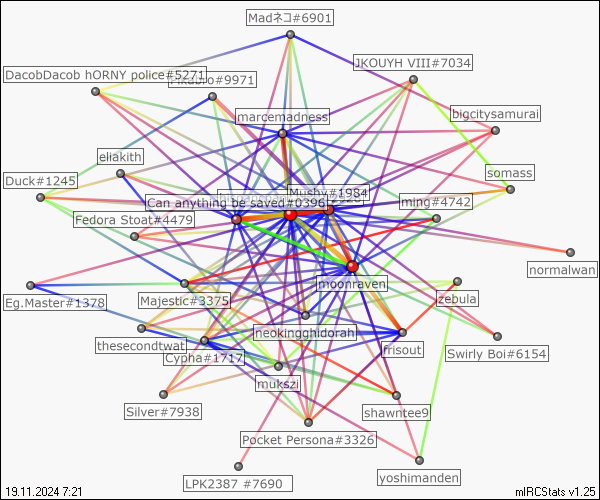 Madネコ#6901
JKOUYH VIII#7034
DacobDacob hORNY police#5271
#9971
marcemadness
bigcitysamurai
eliakith
somass
Duck#1245
Mushy#1984
Can anything be saved#0396
ming#4742
Fedora Stoat#4479
normalwan
moonraven
Eg.Master#1378
Majestic#3375
zebula
neokingghidorah
thesecondtwat
frisout
Cypha#1717
Swirly Boi#6154
mukszi
Silver#7938
shawntee9
Pocket Persona#3326
LPK2387 #7690
yoshimanden
19.11.2024 7:21
mIRCStats v1.25